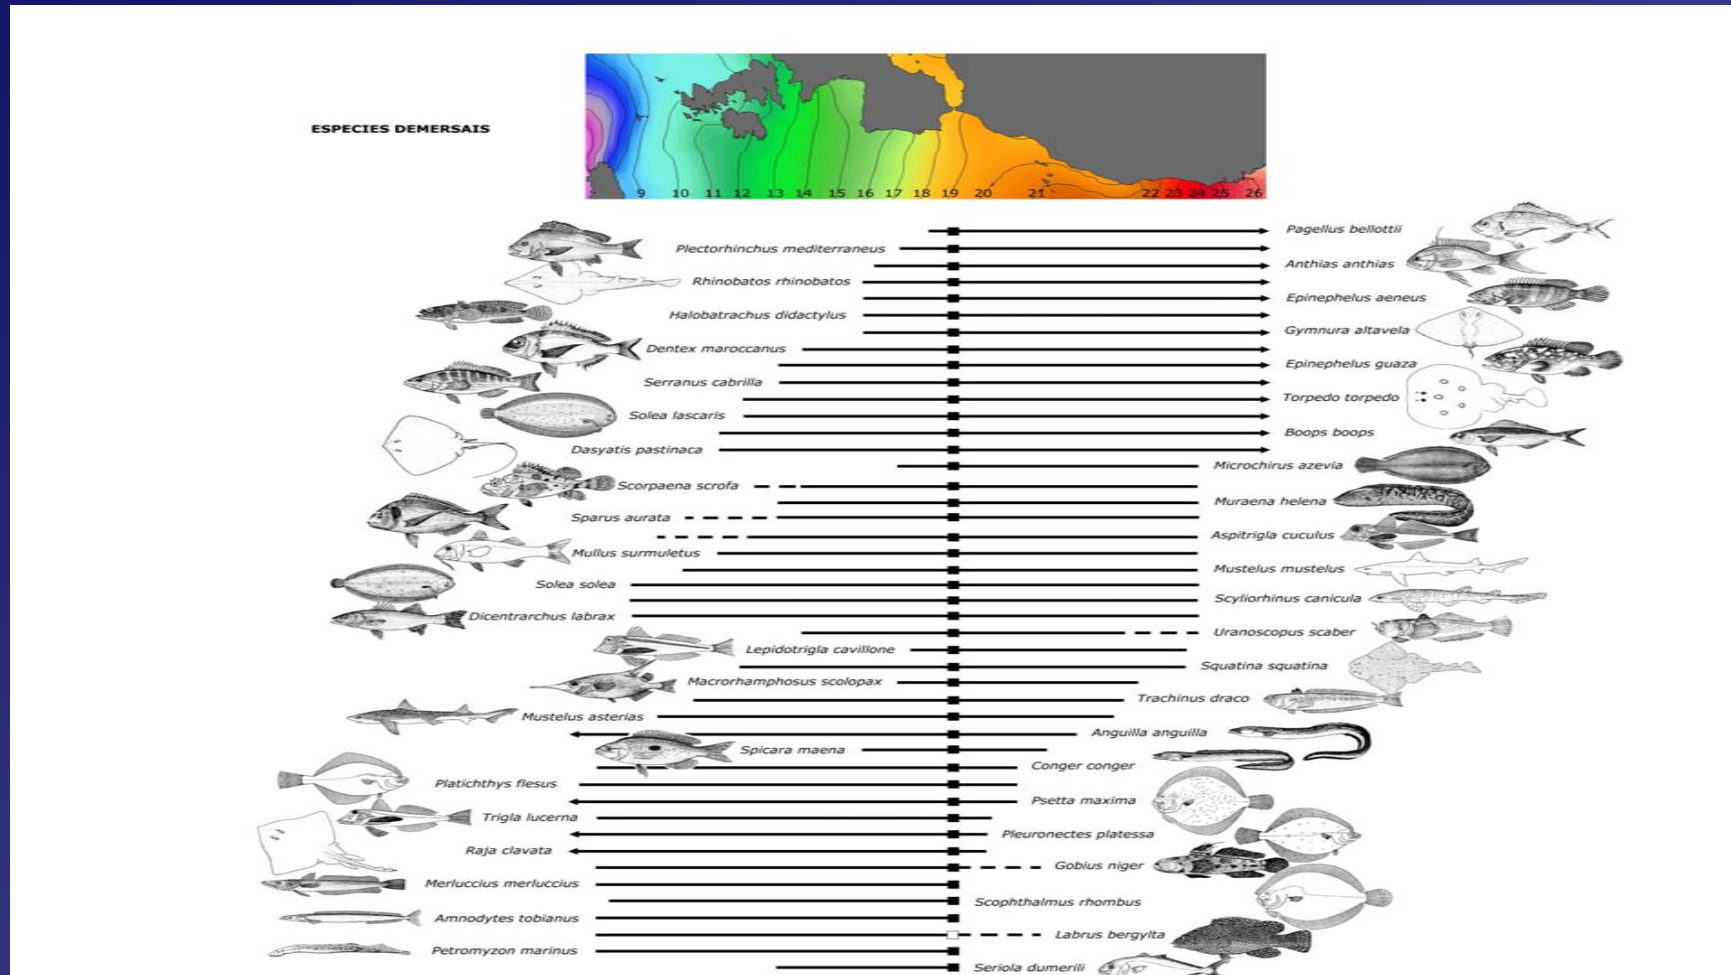 ESPECIES DEMERSAIS
9 10 11 12 13 14 15 16 17 18 19 20 21 22 23 24 25 26
Pagellus bellottii
Plectorhinchus mediterraneus
Anthias anthias
Rhinobatos rhinobatos
Epinephelus aeneus
Halobatrachus didactylus
Gymnura altavela
Dentex maroccanus
Epinephelus guaza
Serranus cabrilla
Torpedo torpedo
Solea lascaris
Boops boops
Dasyatis pastinaca
Microchirus azevia
Scorpaena scrofa
Muraena helena
Sparus aurata
Aspitrigla cuculus
Mullus surmuletus
Mustelus mustelus
Solea solea
Scyliorhinus canicula
Dicentrarchus labrax
Uranoscopus scaber
Lepidotrigla cavillone
Squatina squatina
Macrorhamphosus scolopax
Trachinus draco
Mustelus asterias
Anguilla anguilla
Spicara maena
Conger conger
Platichthys flesus
Psetta maxima
Trigla lucerna
Pleuronectes platessa
Raja clavata
Gobius niger
Merluccius merluccius
Scophthalmus rhombus
Amnodytes tobianus
Labrus bergylta
Petromyzon marinus
Seriola dumerili